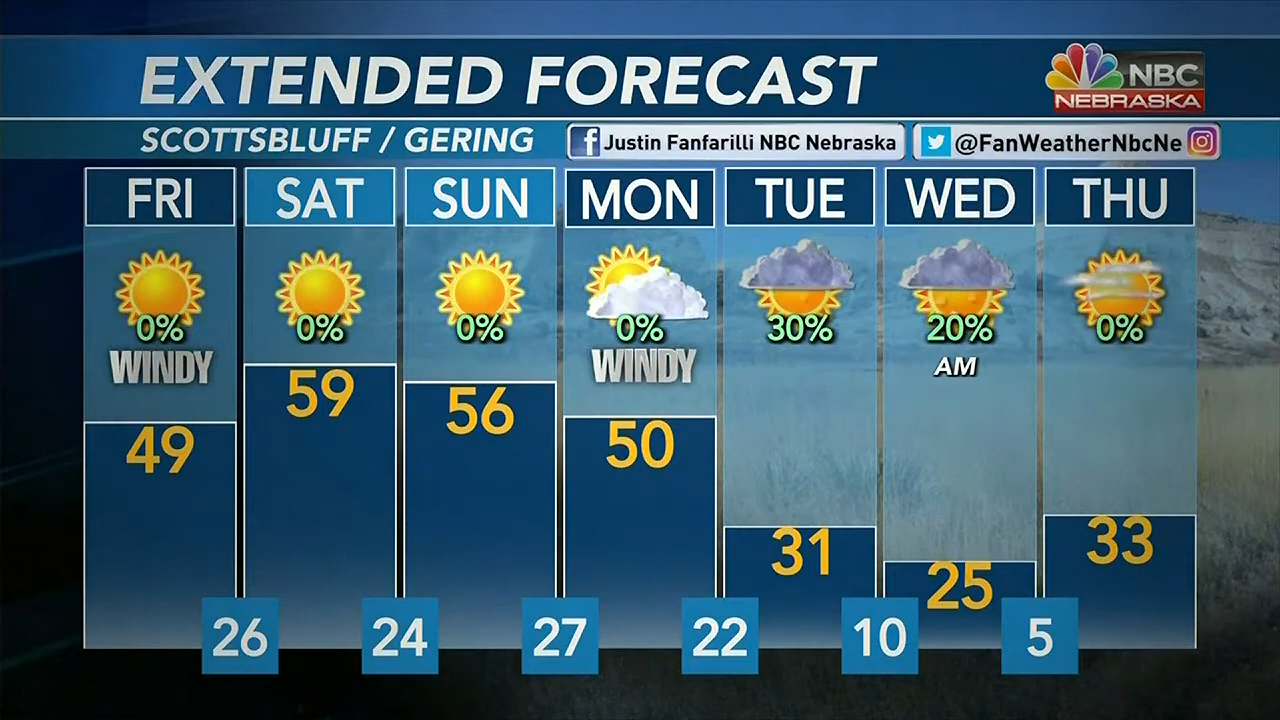 EXTENDED FORECAST
NBC
NEBRASKA
SCOTTSBLUFF / GERING
f Justin Fanfarilli NBC Nebraska
@FanWeatherNbcNe
FRI SAT SUN MON TUE WED THU
0% 0% 0% 0% 30% 20% 0%
WINDY WINDY AM
49 59 56 50 31 25 33
26 24 27 22 10 5